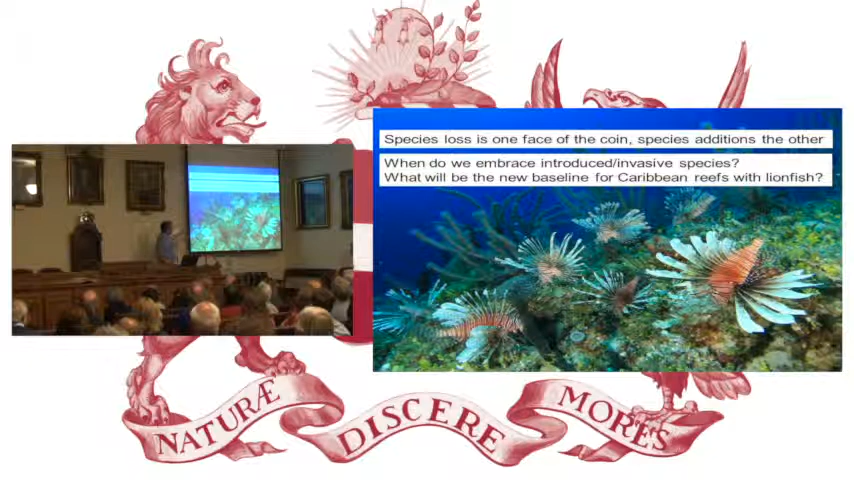 Species loss is one face of the coin, species additions the other
When do we embrace introduced/invasive species?
What will be the new baseline for Caribbean reefs with lionfish?
NATURÆ DISCERE MORES